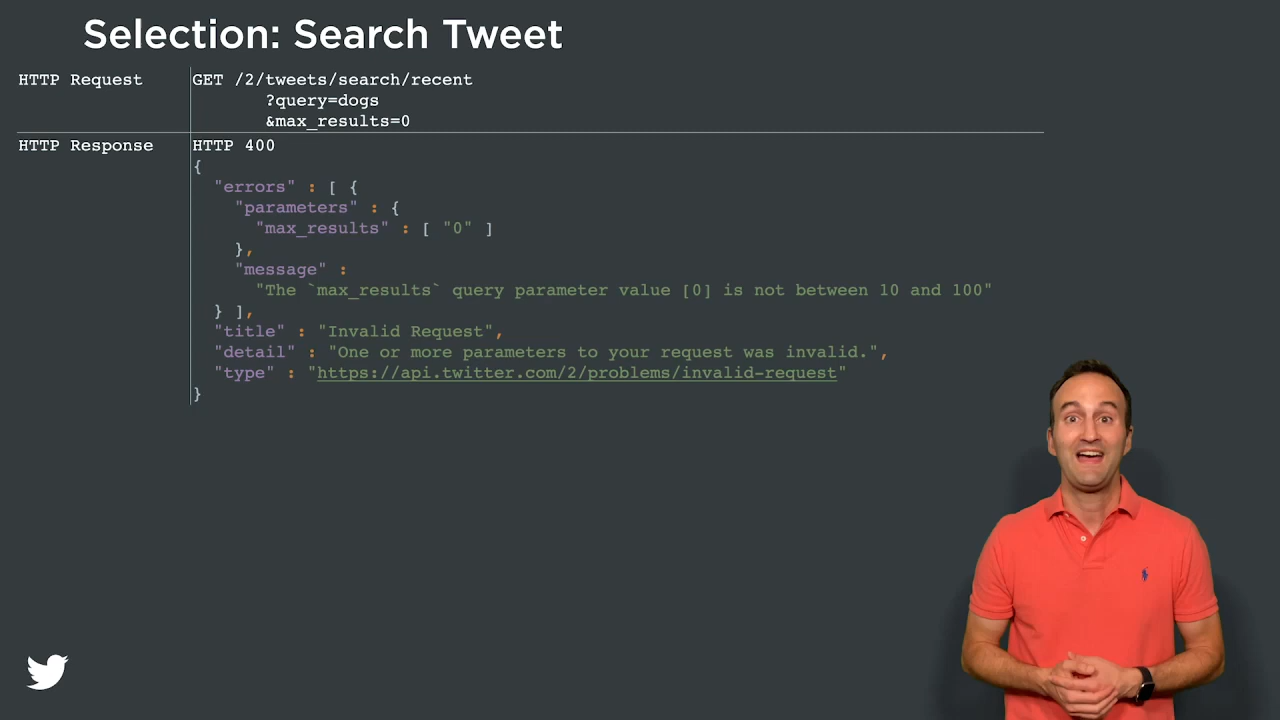 Selection: Search Tweet
HTTP Request
GET /2/tweets/search/recent
?query=dogs
&max_results=0
HTTP Response
HTTP 400
{
"errors" : [ {
"parameters" : {
"max_results" : [ "0" ]
},
"message" :
"The `max_results` query parameter value [0] is not between 10 and 100"
} ],
"title" : "Invalid Request",
"detail" : "One or more parameters to your request was invalid.",
"type" : "https://api.twitter.com/2/problems/invalid-request"
}